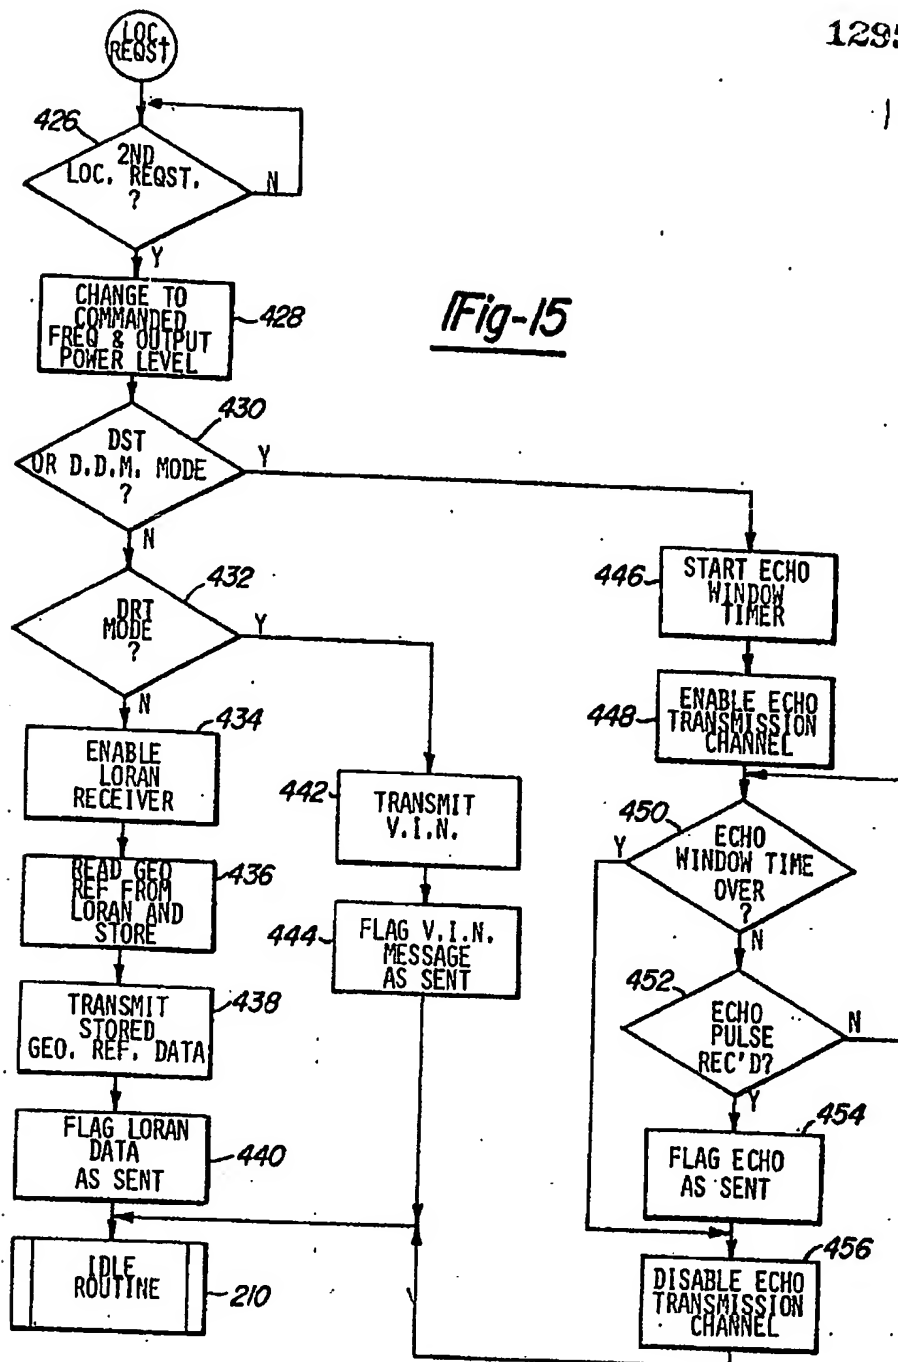 LOC
REQST
1295
426
2ND
LOC. REQST.
?
N
Y
CHANGE TO
COMMANDED
FREQ & OUTPUT
POWER LEVEL
428
Fig-15
430
DST
OR D.D.M. MODE
?
Y
N
432
DRT
MODE
?
Y
N
434
ENABLE
LORAN
RECEIVER
READ GEO
REF FROM
LORAN AND
STORE
436
TRANSMIT
STORED
GEO. REF. DATA
438
FLAG LORAN
DATA
AS SENT
440
IDLE
ROUTINE
210
442
TRANSMIT
V.I.N.
444
FLAG V.I.N.
MESSAGE
AS SENT
446
START ECHO
WINDOW
TIMER
448
ENABLE ECHO
TRANSMISSION
CHANNEL
450
Y
ECHO
WINDOW TIME
OVER
?
N
452
ECHO
PULSE
REC'D?
N
Y
454
FLAG ECHO
AS SENT
456
DISABLE ECHO
TRANSMISSION
CHANNEL